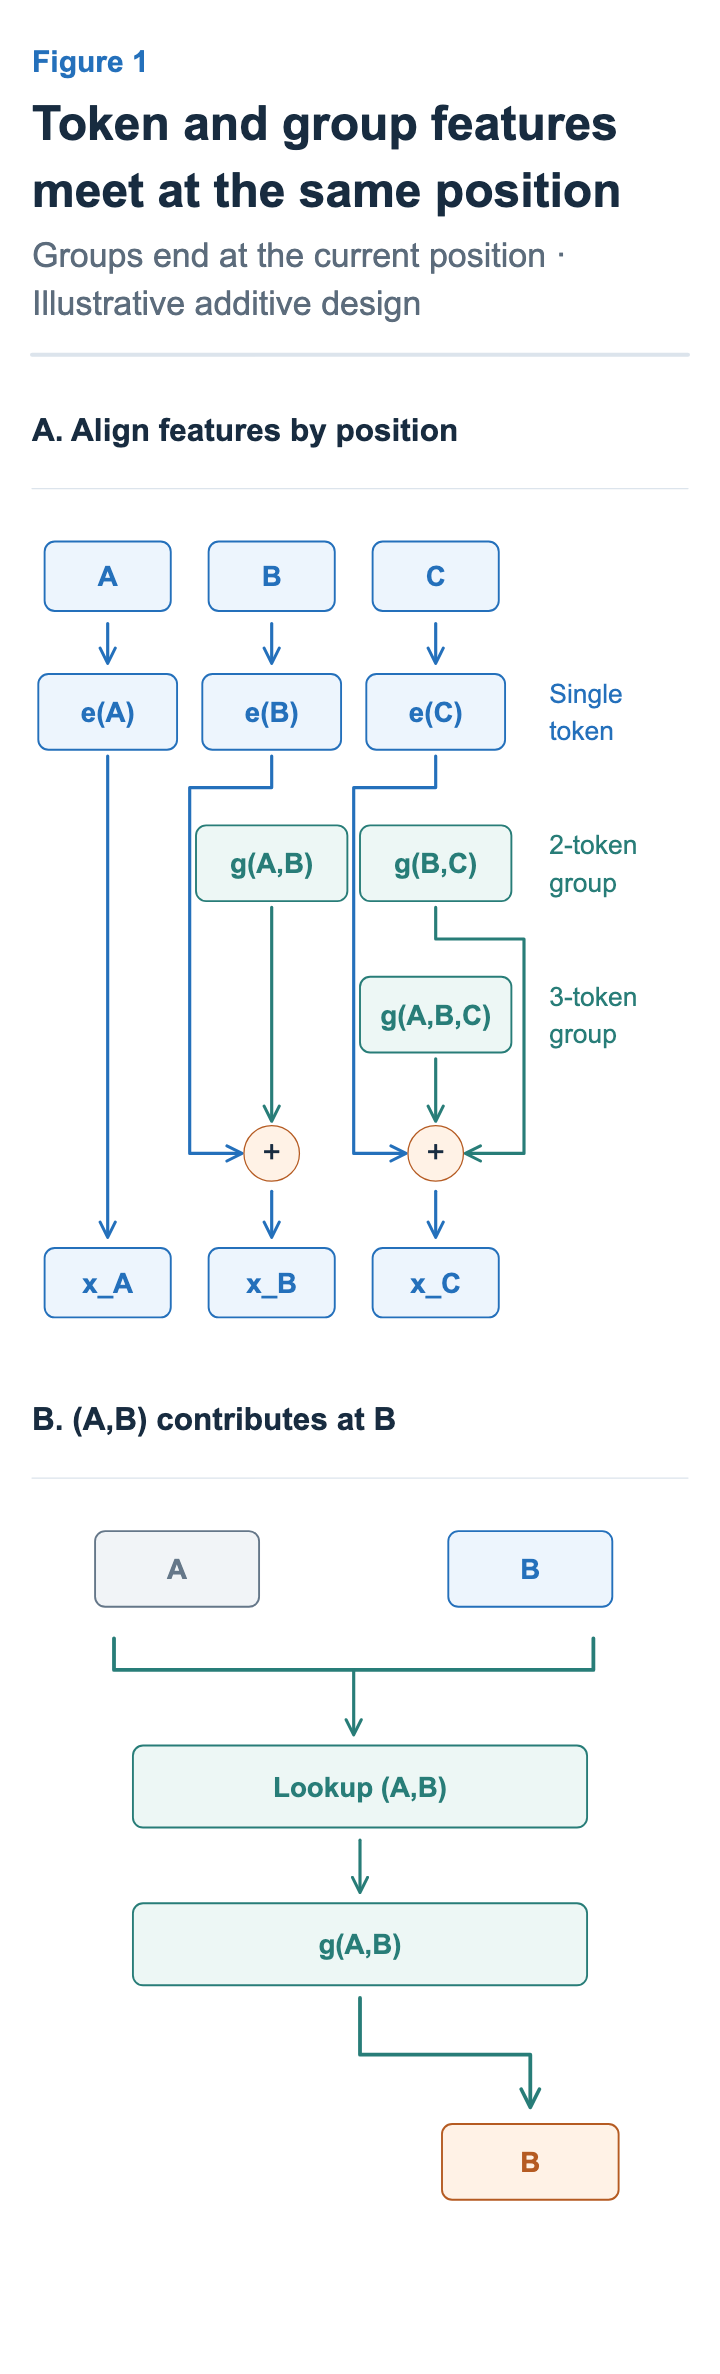 Figure 1
Token and group features
meet at the same position
Groups end at the current position ·
Illustrative additive design
A. Align features by position
A B C
e(A) e(B) e(C) Single
token
g(A,B) g(B,C) 2-token
group
g(A,B,C) 3-token
group
+ +
x_A x_B x_C
B. (A,B) contributes at B
A B
Lookup (A,B)
g(A,B)
B